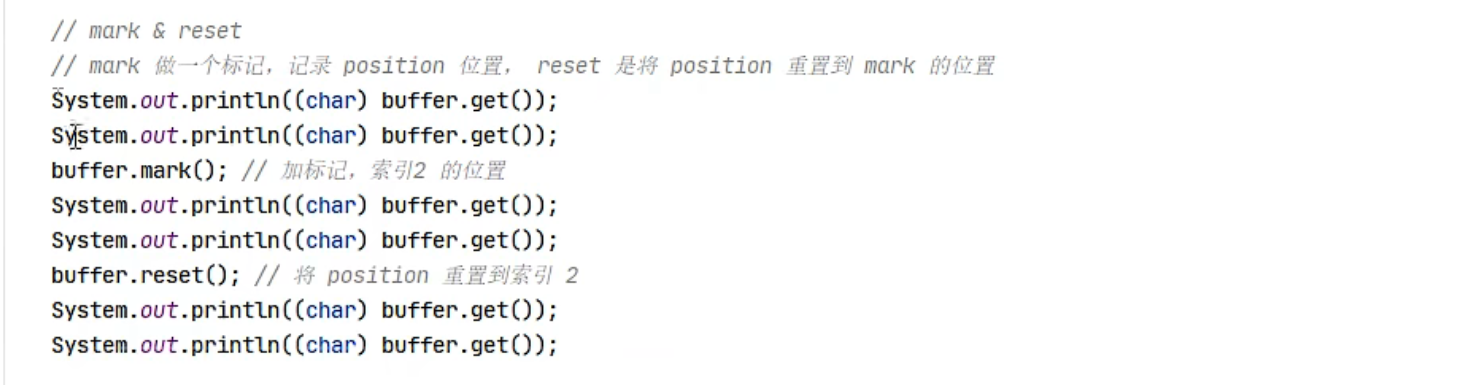 // mark & reset
// mark 做一个标记，记录 position 位置， reset 是将 position 重置到 mark 的位置
System.out.println((char) buffer.get());
System.out.println((char) buffer.get());
buffer.mark(); // 加标记，索引2 的位置
System.out.println((char) buffer.get());
System.out.println((char) buffer.get());
buffer.reset(); // 将 position 重置到索引 2
System.out.println((char) buffer.get());
System.out.println((char) buffer.get());